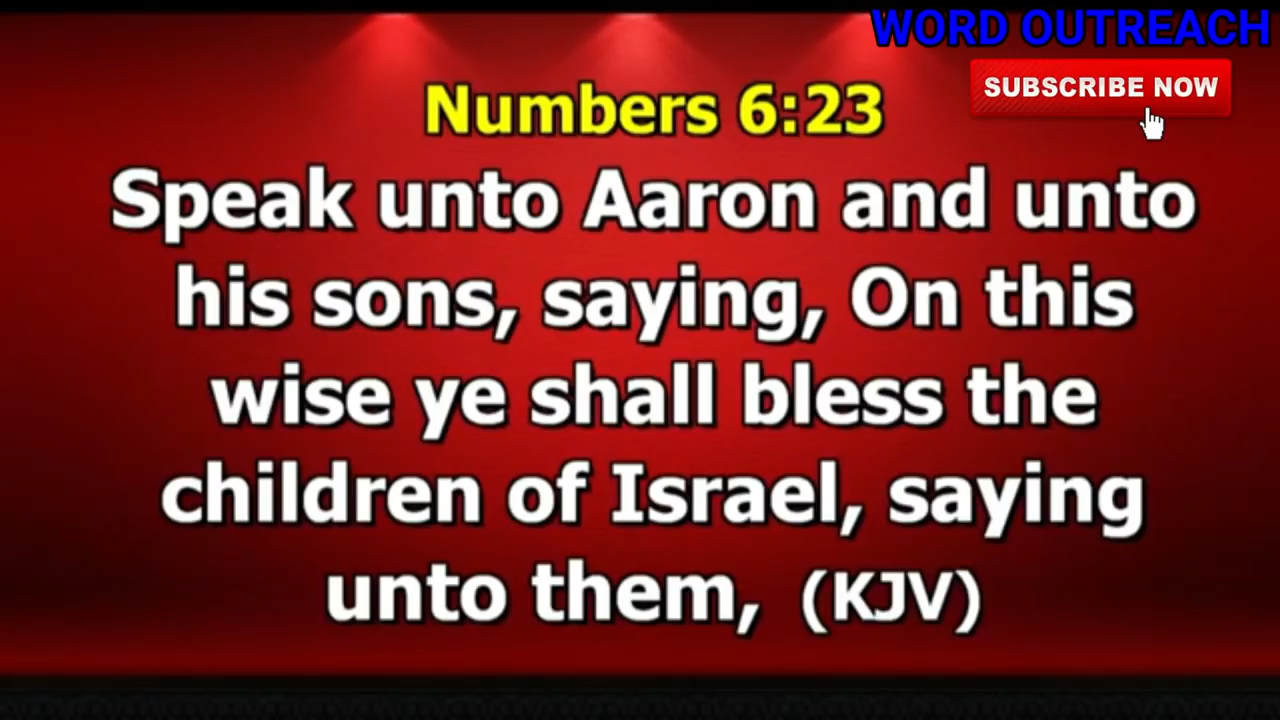 WORD OUTREACH
SUBSCRIBE NOW
Numbers 6:23
Speak unto Aaron and unto
his sons, saying, On this
wise ye shall bless the
children of Israel, saying
unto them, (KJV)